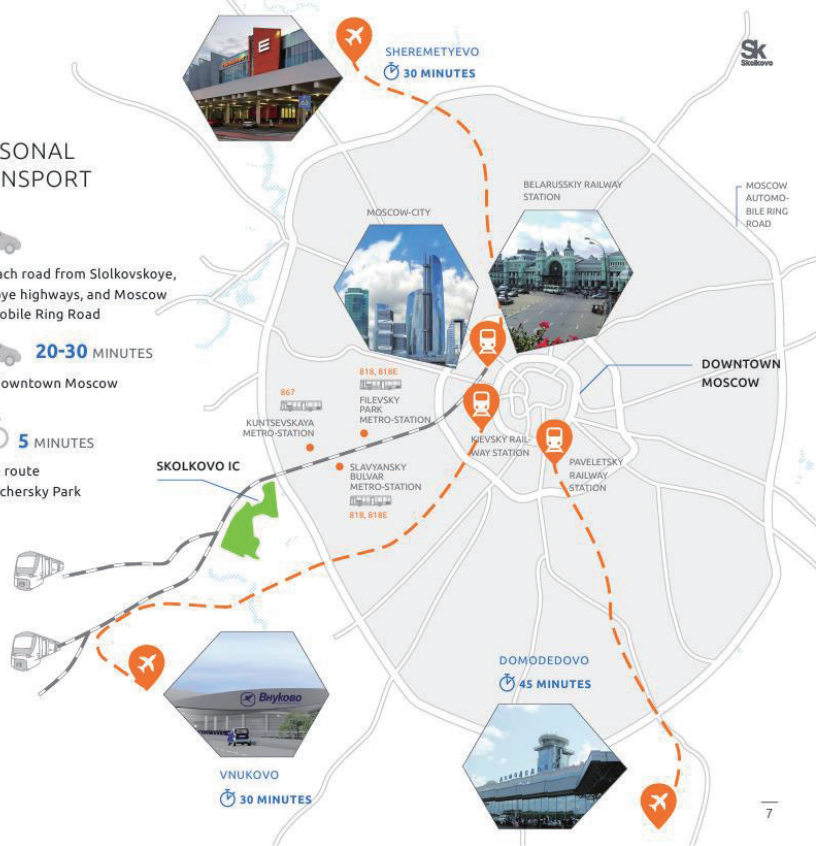 SHEREMETYEVO
30 MINUTES
Sk
Skolkovo
SONAL
NSPORT
BELARUSSKIY RAILWAY
STATION
MOSCOW
AUTOMO-
BILE RING
ROAD
MOSCOW-CITY
ach road from Slolkovskoye,
oye highways, and Moscow
obile Ring Road
20-30 MINUTES
owntown Moscow
DOWNTOWN
MOSCOW
818, 818E
FILEVSKY
PARK
METRO-STATION
867
KUNTSEVSKAYA
METRO-STATION
5 MINUTES
route
chersky Park
KIEVSKY RAIL-
WAY STATION
PAVELETSKY
RAILWAY
STATION
SKOLKOVO IC
SLAVYANSKY
BULVAR
METRO-STATION
818, 818E
Внуково
VNUKOVO
30 MINUTES
DOMODEDOVO
45 MINUTES
7